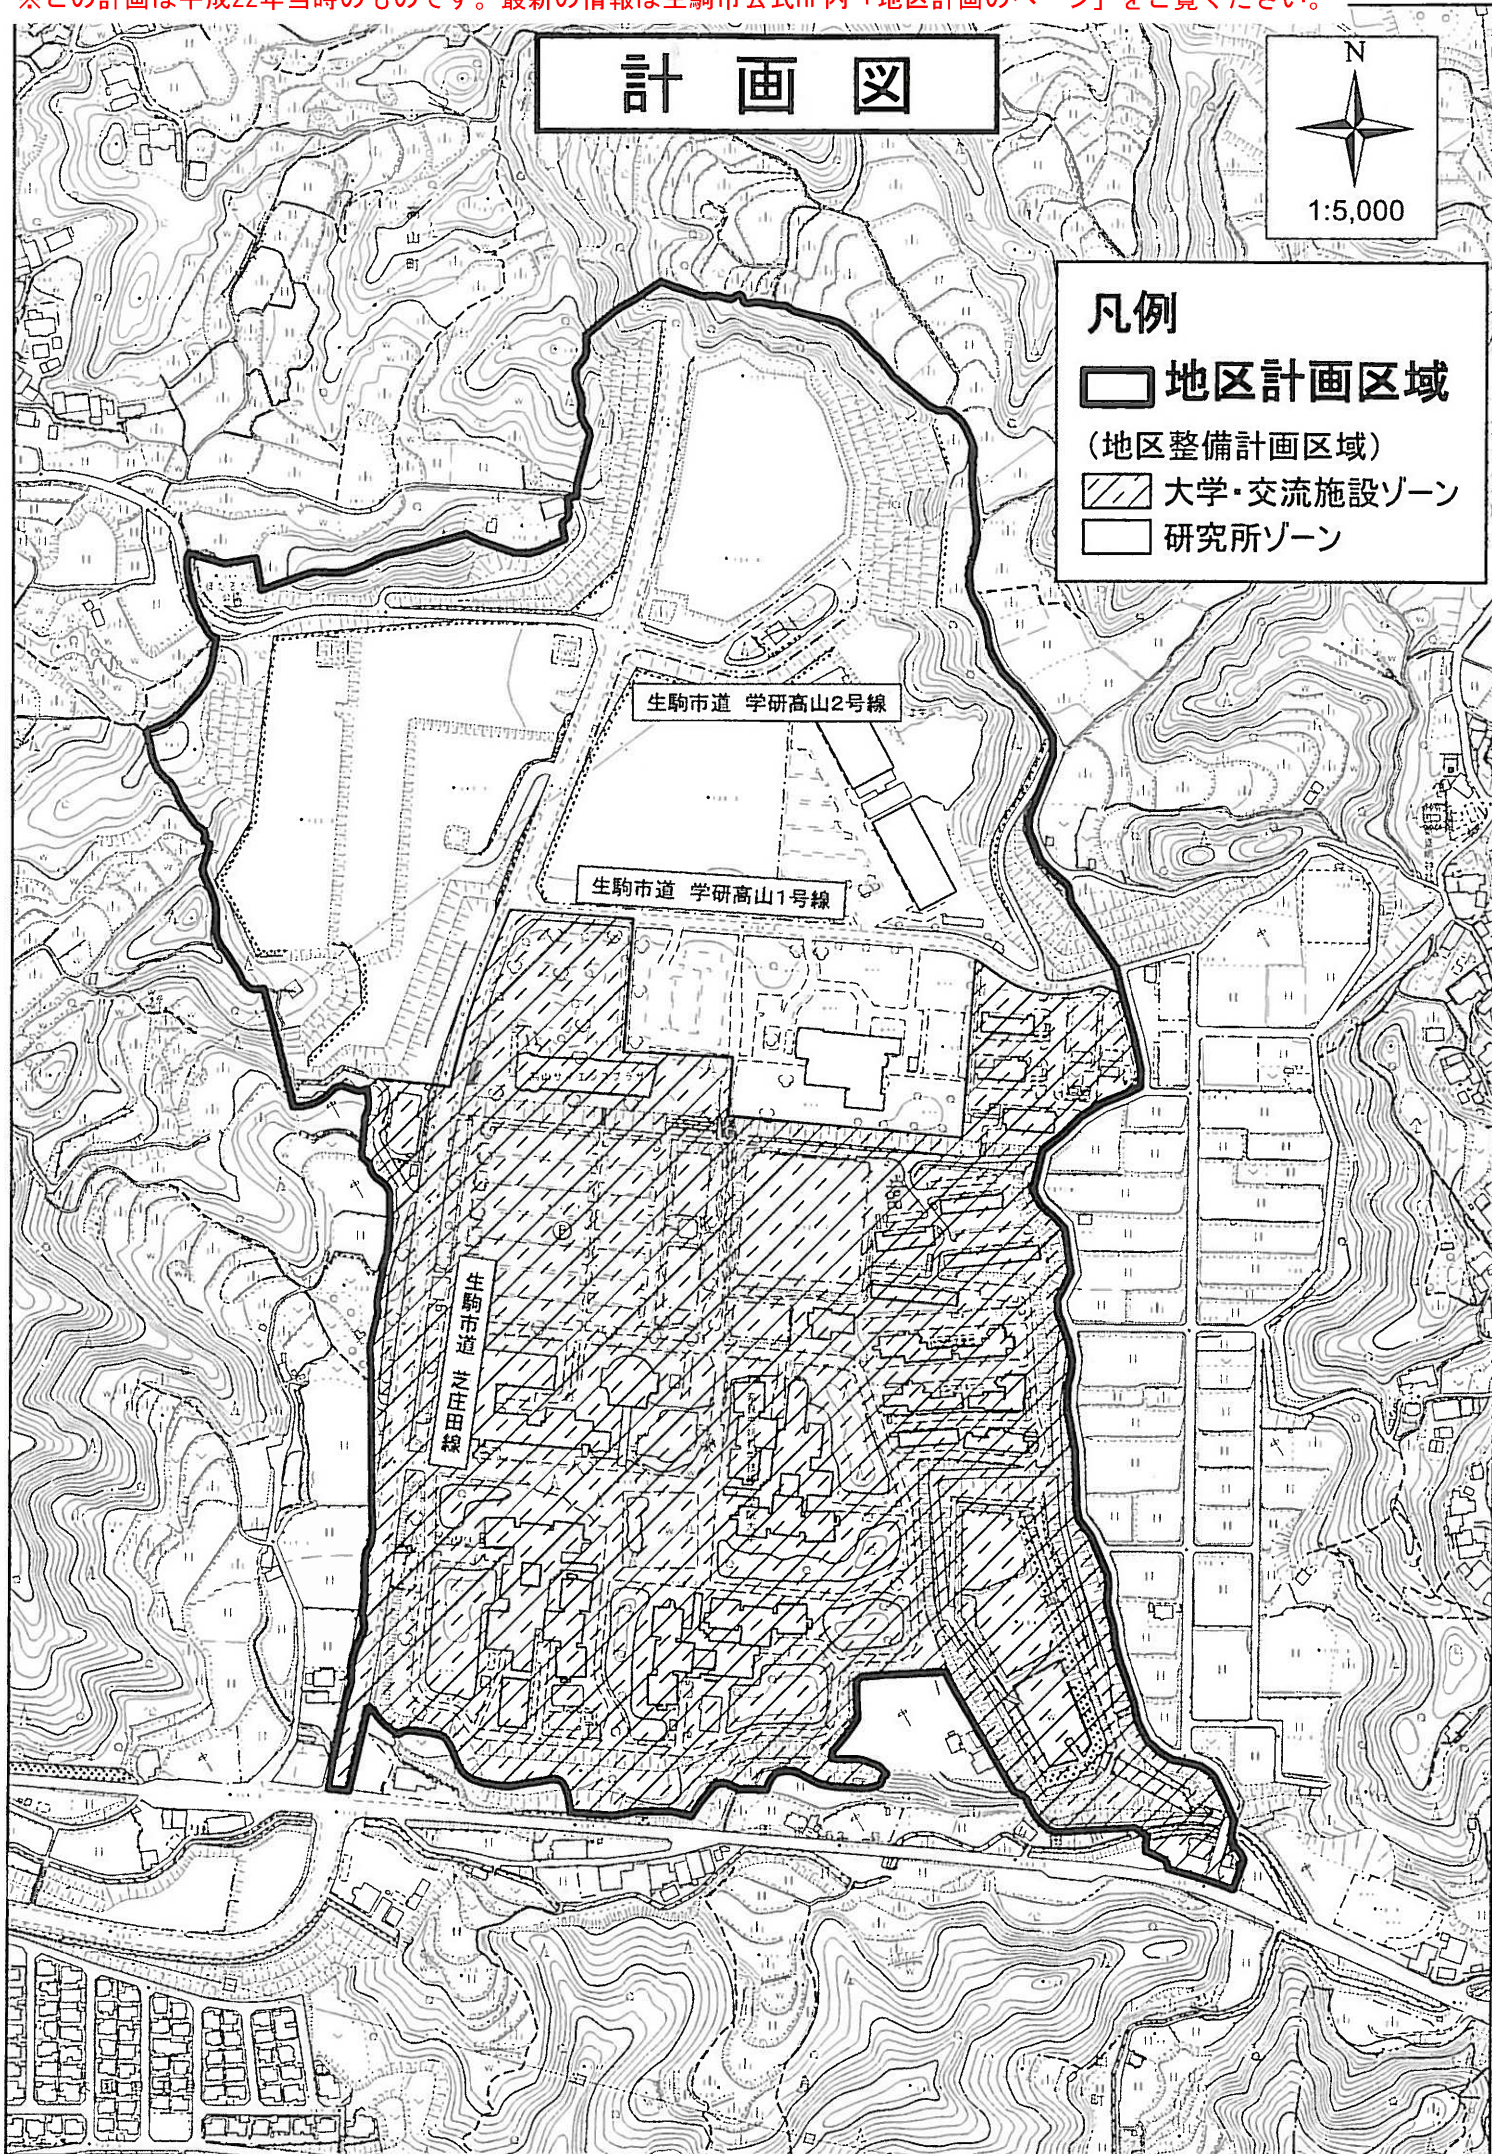 ※この計画は平成22年当時のものです。最新の情報は生駒市公式HP内「地区計画のページ」をご覧ください。
計画図
N
1:5,000
凡例
地区計画区域
(地区整備計画区域)
大学・交流施設ゾーン
研究所ゾーン
生駒市道 学研高山2号線
生駒市道 学研高山1号線
生駒市道 芝庄田線